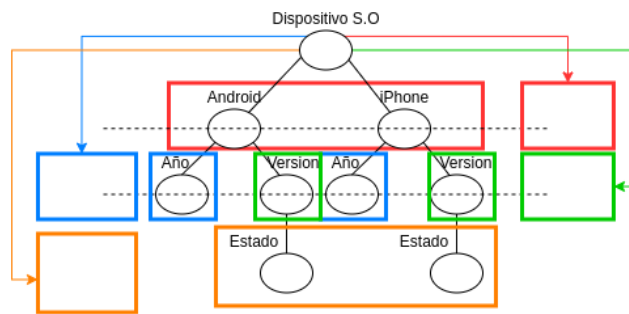 Dispositivo S.O
Android
iPhone
Año
Version
Año
Version
Estado
Estado